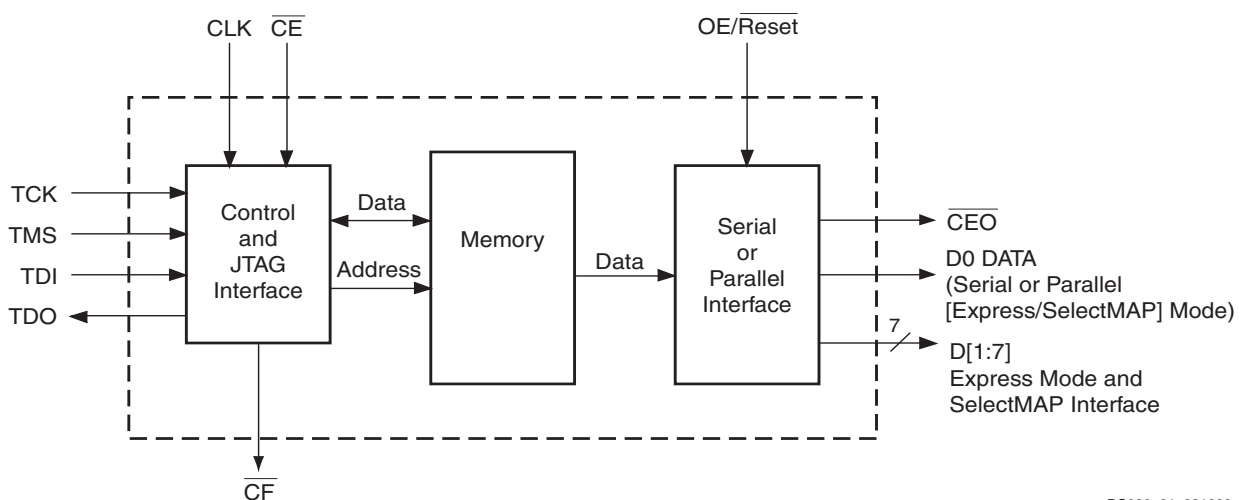 CLK CE OE/Reset
TCK
TMS
TDI
TDO
Control
and
JTAG
Interface
Data
Address
Memory
Data
Serial
or
Parallel
Interface
CEO
D0 DATA
(Serial or Parallel
[Express/SelectMAP] Mode)
7
D[1:7]
Express Mode and
SelectMAP Interface
CF